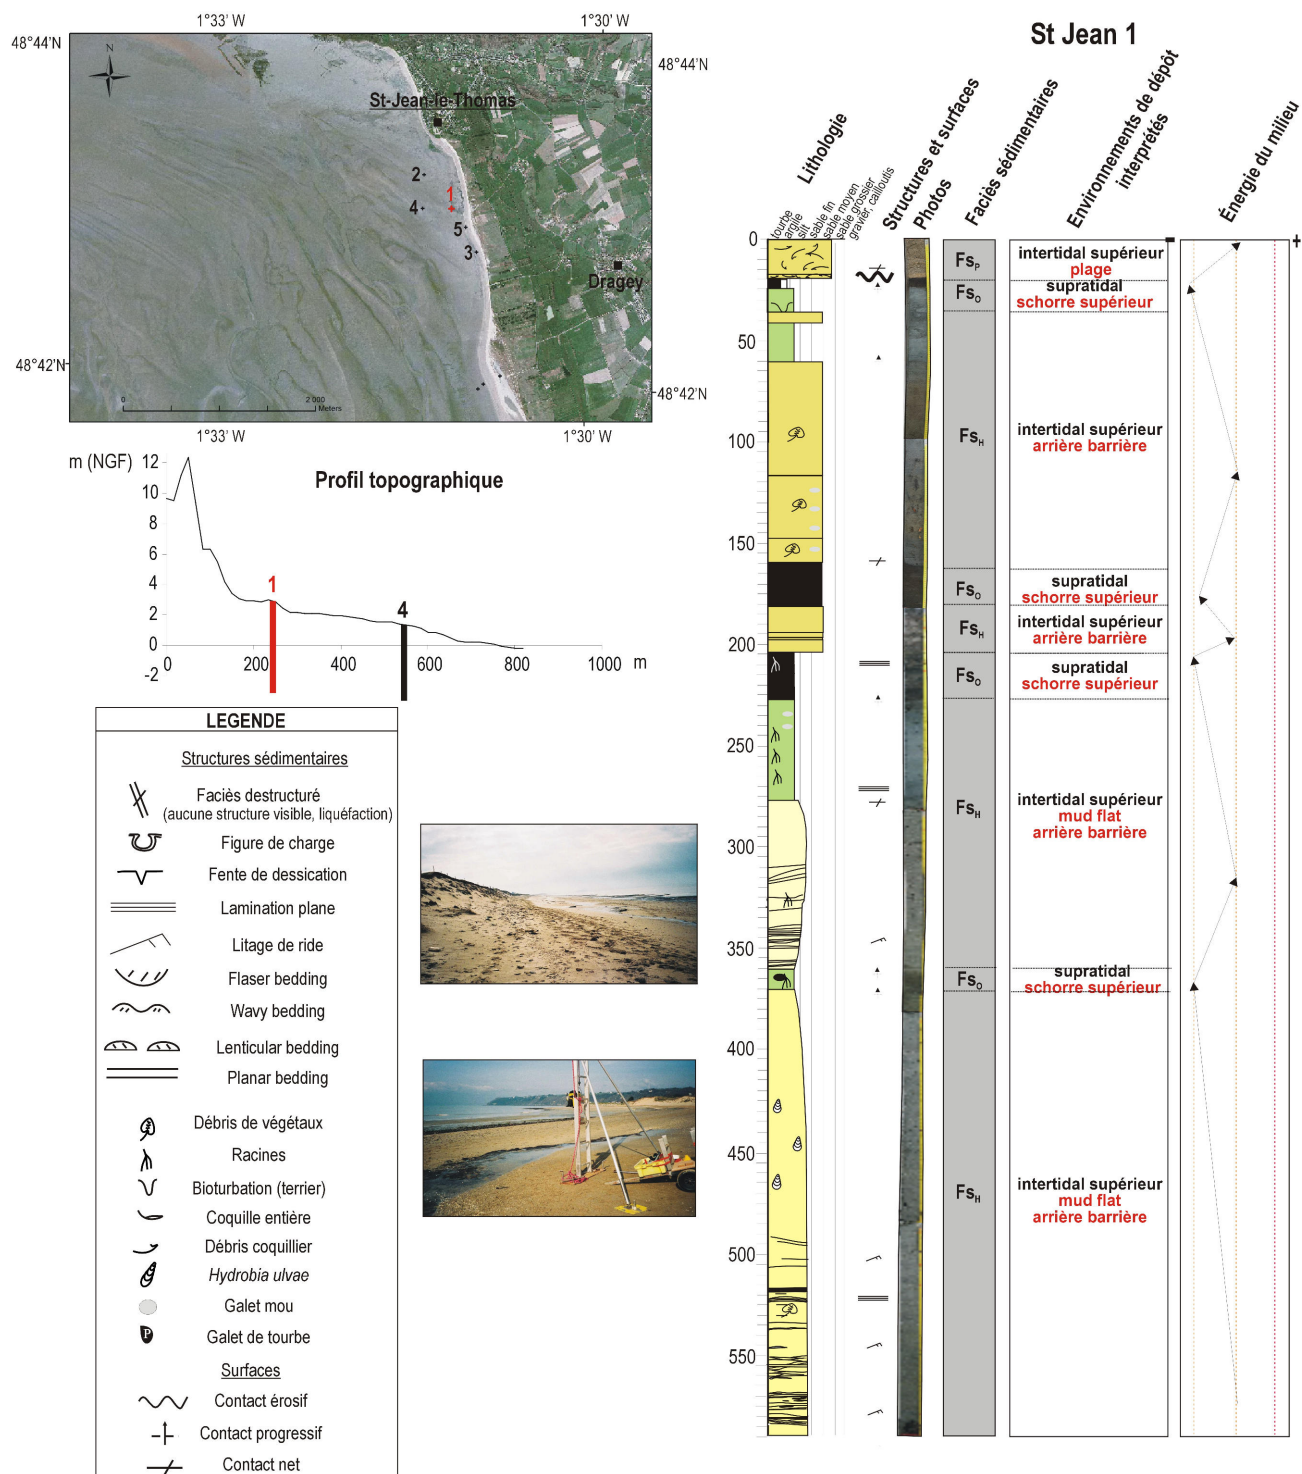 1°33' W
1°30' W
48°44'N
48°44'N
N
St-Jean-le-Thomas
2
1
4
5
3
Dragey
48°42'N
48°42'N
0
2 000
Meters
1°33' W
1°30' W
m (NGF)
Profil topographique
12
10
8
6
4
2
0
-2
1
4
0
200
400
600
800
1000
m
LEGENDE
Structures sédimentaires
Faciès destructuré
(aucune structure visible, liquéfaction)
Figure de charge
Fente de dessication
Lamination plane
Litage de ride
Flaser bedding
Wavy bedding
Lenticular bedding
Planar bedding
Débris de végétaux
Racines
Bioturbation (terrier)
Coquille entière
Débris coquillier
Hydrobia ulvae
Galet mou
P
Galet de tourbe
Surfaces
Contact érosif
Contact progressif
Contact net
St Jean 1
Lithologie
Structures et surfaces
Photos
Faciès sédimentaires
Environnements de dépôt
interprétés
Énergie du milieu
tourbe
argile
silt
sable fin
sable moyen
sable grossier
gravier, cailloutis
-
+
0
50
100
150
200
250
300
350
400
450
500
550
FsP
intertidal supérieur
plage
FsO
supratidal
schorre supérieur
FsH
intertidal supérieur
arrière barrière
FsO
supratidal
schorre supérieur
FsH
intertidal supérieur
arrière barrière
FsO
supratidal
schorre supérieur
FsH
intertidal supérieur
mud flat
arrière barrière
FsO
supratidal
schorre supérieur
FsH
intertidal supérieur
mud flat
arrière barrière